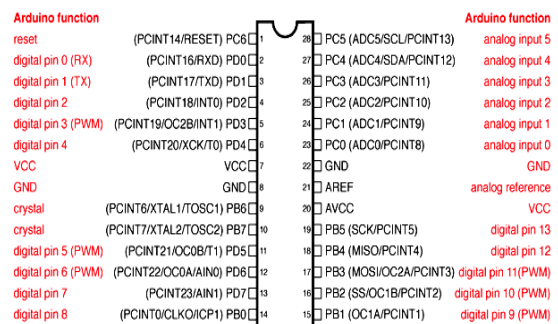 Arduino function Arduino function
reset (PCINT14/RESET) PC6 1 28 PC5 (ADC5/SCL/PCINT13) analog input 5
digital pin 0 (RX) (PCINT16/RXD) PD0 2 27 PC4 (ADC4/SDA/PCINT12) analog input 4
digital pin 1 (TX) (PCINT17/TXD) PD1 3 26 PC3 (ADC3/PCINT11) analog input 3
digital pin 2 (PCINT18/INT0) PD2 4 25 PC2 (ADC2/PCINT10) analog input 2
digital pin 3 (PWM) (PCINT19/OC2B/INT1) PD3 5 24 PC1 (ADC1/PCINT9) analog input 1
digital pin 4 (PCINT20/XCK/T0) PD4 6 23 PC0 (ADC0/PCINT8) analog input 0
VCC VCC 7 22 GND GND
GND GND 8 21 AREF analog reference
crystal (PCINT6/XTAL1/TOSC1) PB6 9 20 AVCC VCC
crystal (PCINT7/XTAL2/TOSC2) PB7 10 19 PB5 (SCK/PCINT5) digital pin 13
digital pin 5 (PWM) (PCINT21/OC0B/T1) PD5 11 18 PB4 (MISO/PCINT4) digital pin 12
digital pin 6 (PWM) (PCINT22/OC0A/AIN0) PD6 12 17 PB3 (MOSI/OC2A/PCINT3) digital pin 11(PWM)
digital pin 7 (PCINT23/AIN1) PD7 13 16 PB2 (SS/OC1B/PCINT2) digital pin 10 (PWM)
digital pin 8 (PCINT0/CLKO/ICP1) PB0 14 15 PB1 (OC1A/PCINT1) digital pin 9 (PWM)